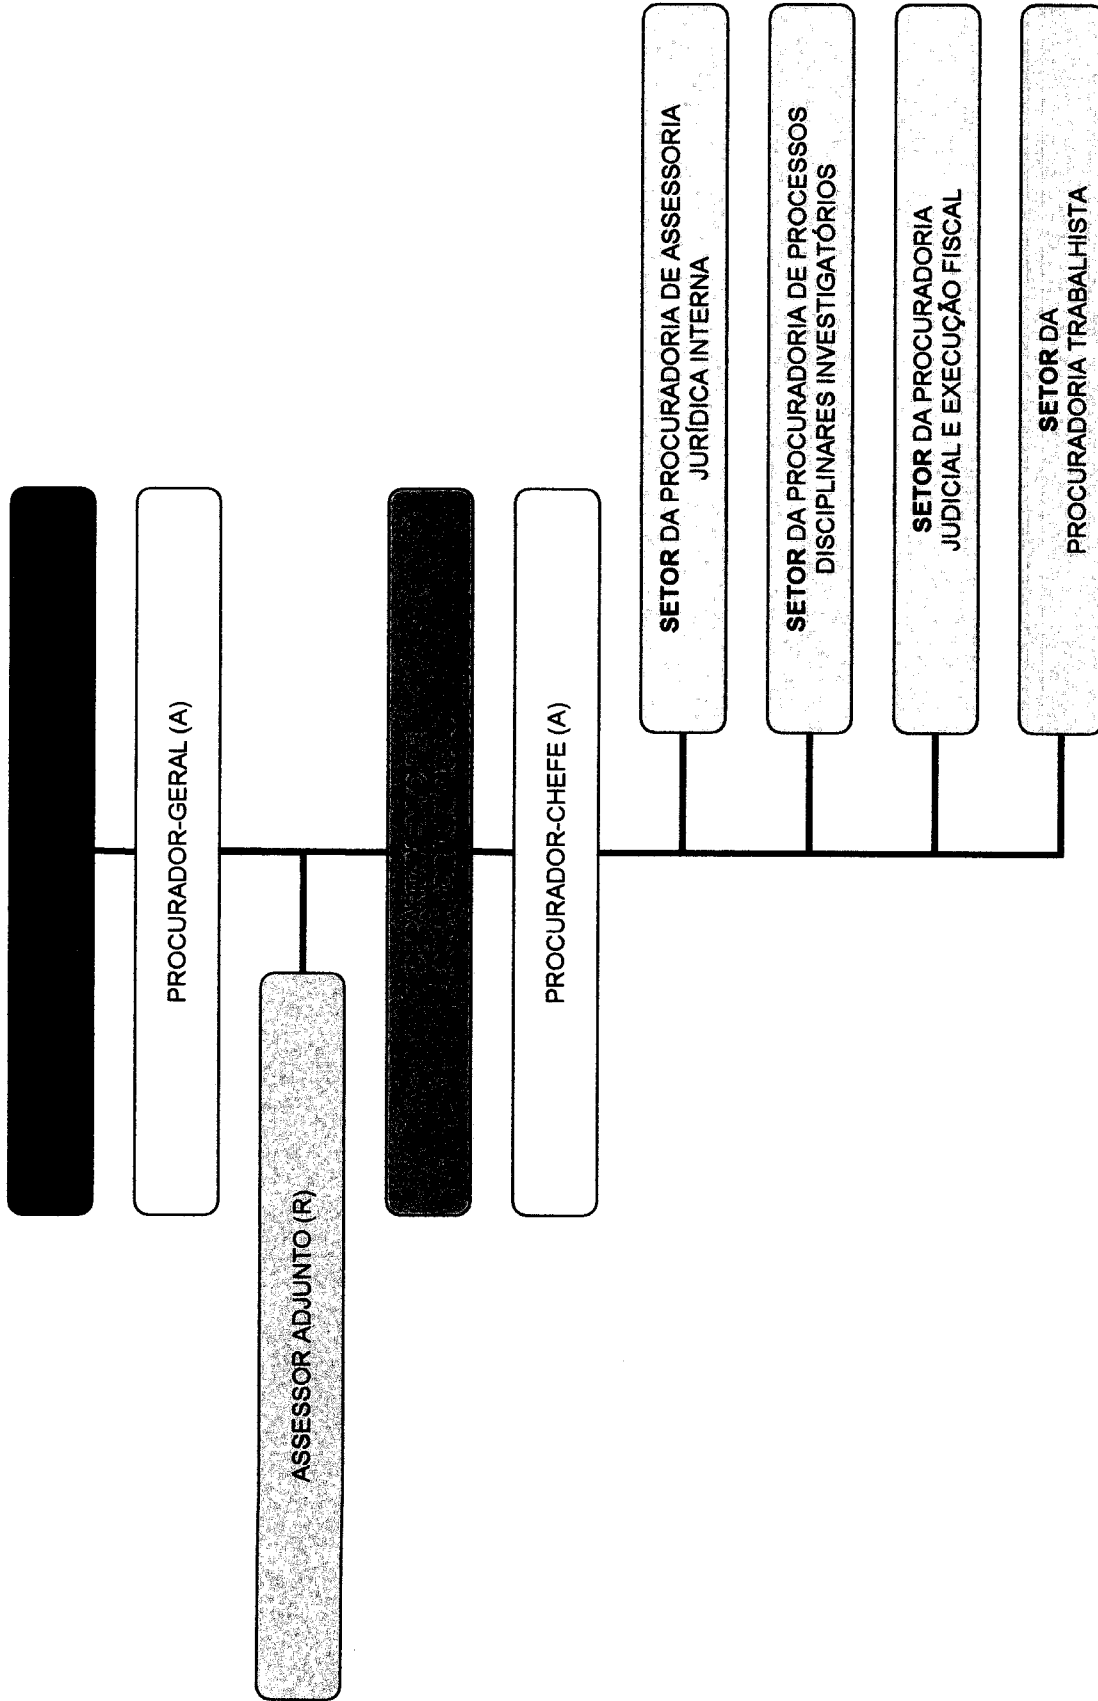 PROCURADOR-GERAL (A)
ASSESSOR ADJUNTO (R)
PROCURADOR-CHEFE (A)
SETOR DA PROCURADORIA DE ASSESSORIA
JURÍDICA INTERNA
SETOR DA PROCURADORIA DE PROCESSOS
DISCIPLINARES INVESTIGATÓRIOS
SETOR DA PROCURADORIA
JUDICIAL E EXECUÇÃO FISCAL
SETOR DA
PROCURADORIA TRABALHISTA